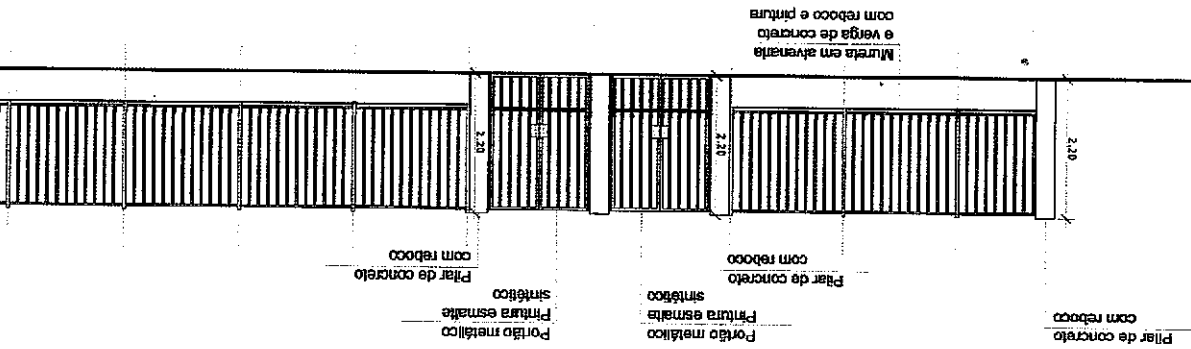 Pilar de concreto
com reboco
Portão metálico
Pintura esmalte
sintético
Portão metálico
Pintura esmalte
sintético
Pilar de concreto
com reboco
Pilar de concreto
com reboco
2,20
2,20
2,20
Mureta em alvenaria
e verga de concreto
com reboco e pintura